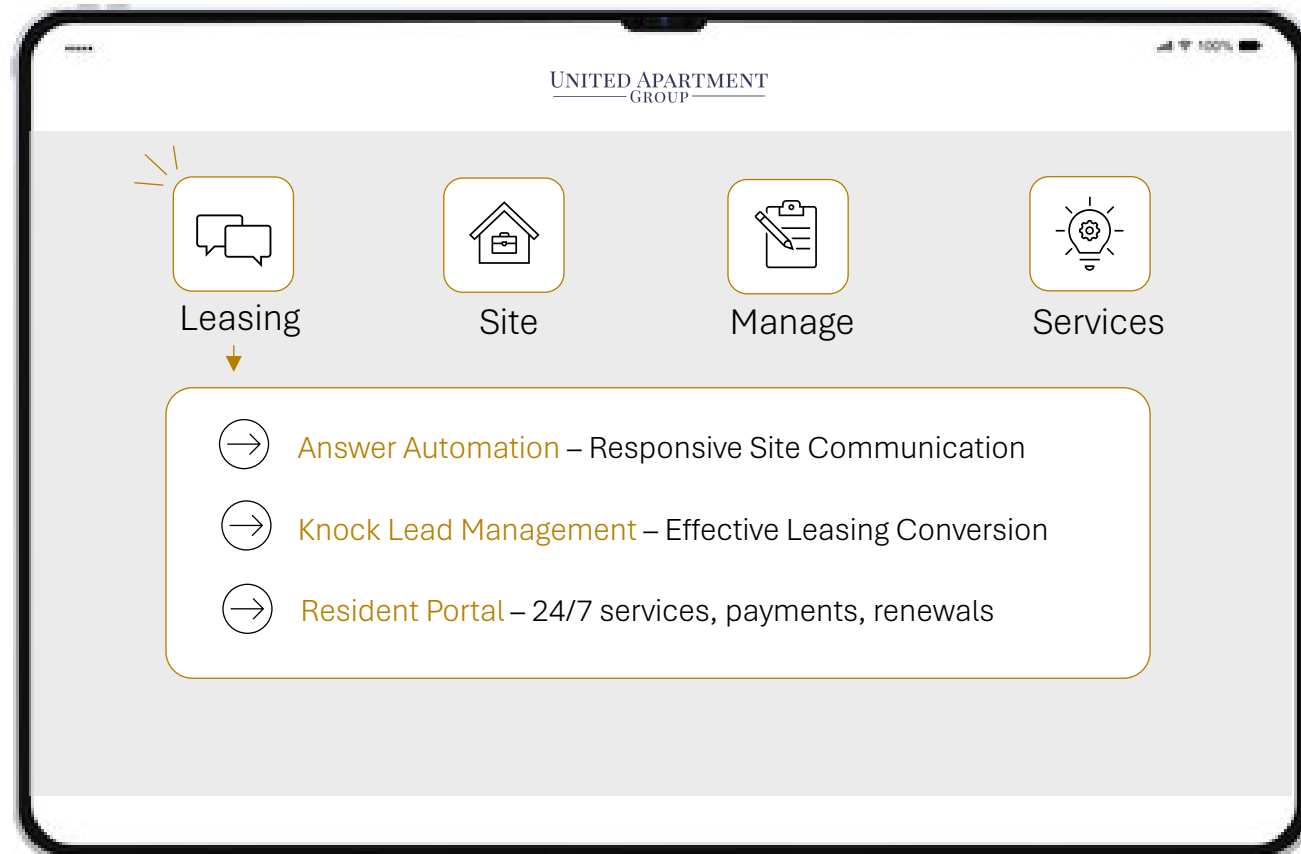 100%
UNITED APARTMENT
GROUP
Leasing
Site
Manage
Services
Answer Automation – Responsive Site Communication
Knock Lead Management – Effective Leasing Conversion
Resident Portal – 24/7 services, payments, renewals